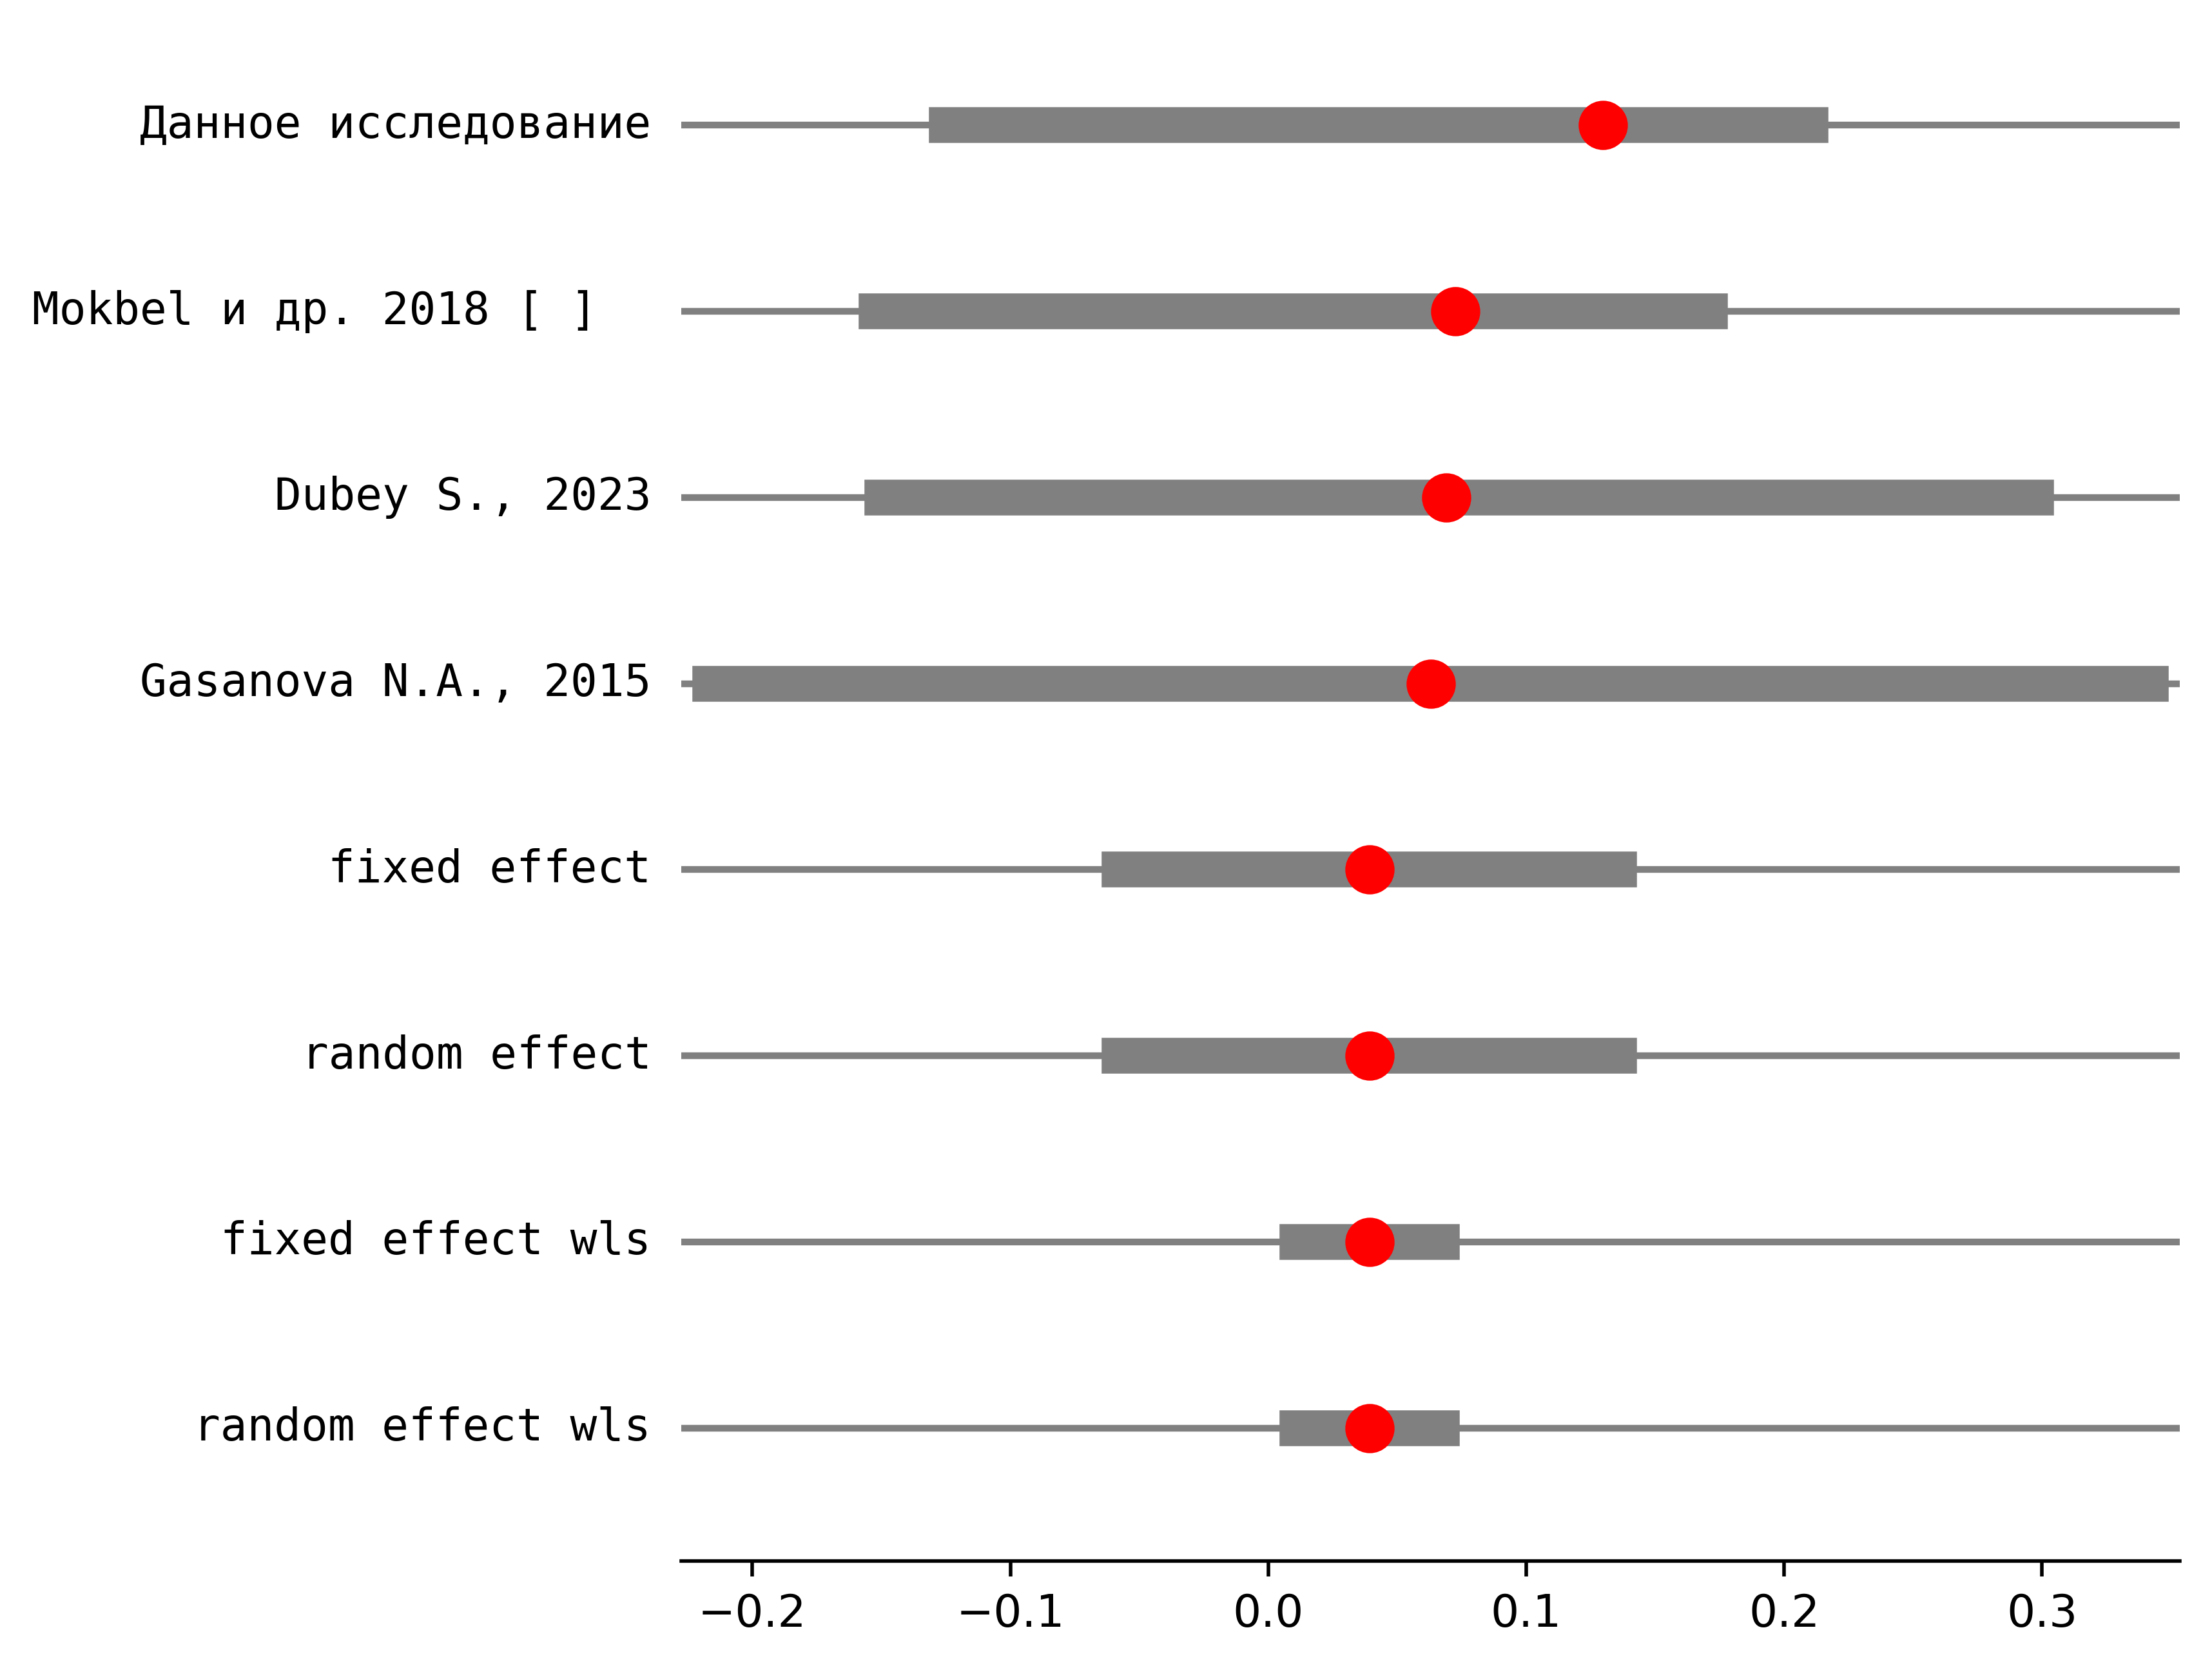 Данное исследование
Mokbel и др. 2018 [ ]
Dubey S., 2023
Gasanova N.A., 2015
fixed effect
random effect
fixed effect wls
random effect wls
−0.2 −0.1 0.0 0.1 0.2 0.3